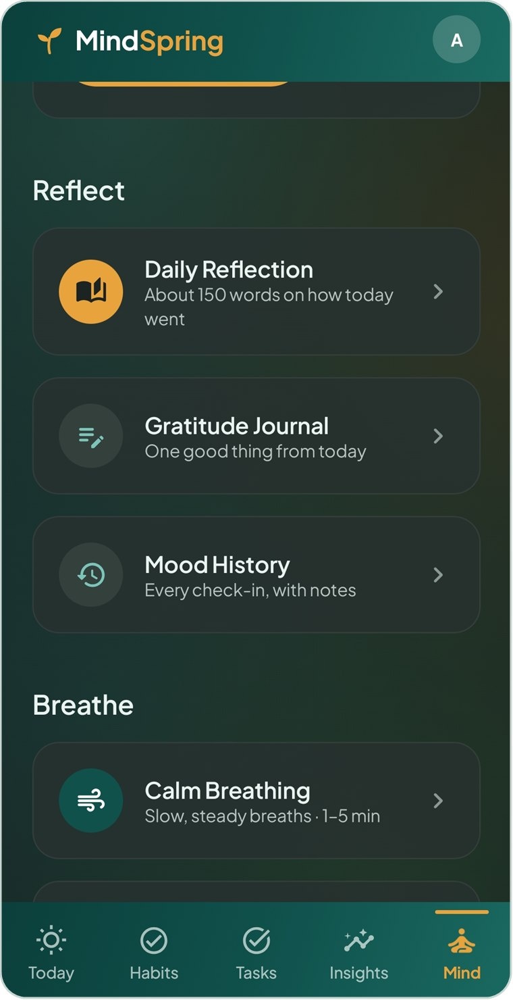 MindSpring
A
Reflect
Daily Reflection
About 150 words on how today
went
Gratitude Journal
One good thing from today
Mood History
Every check-in, with notes
Breathe
Calm Breathing
Slow, steady breaths · 1–5 min
Today
Habits
Tasks
Insights
Mind